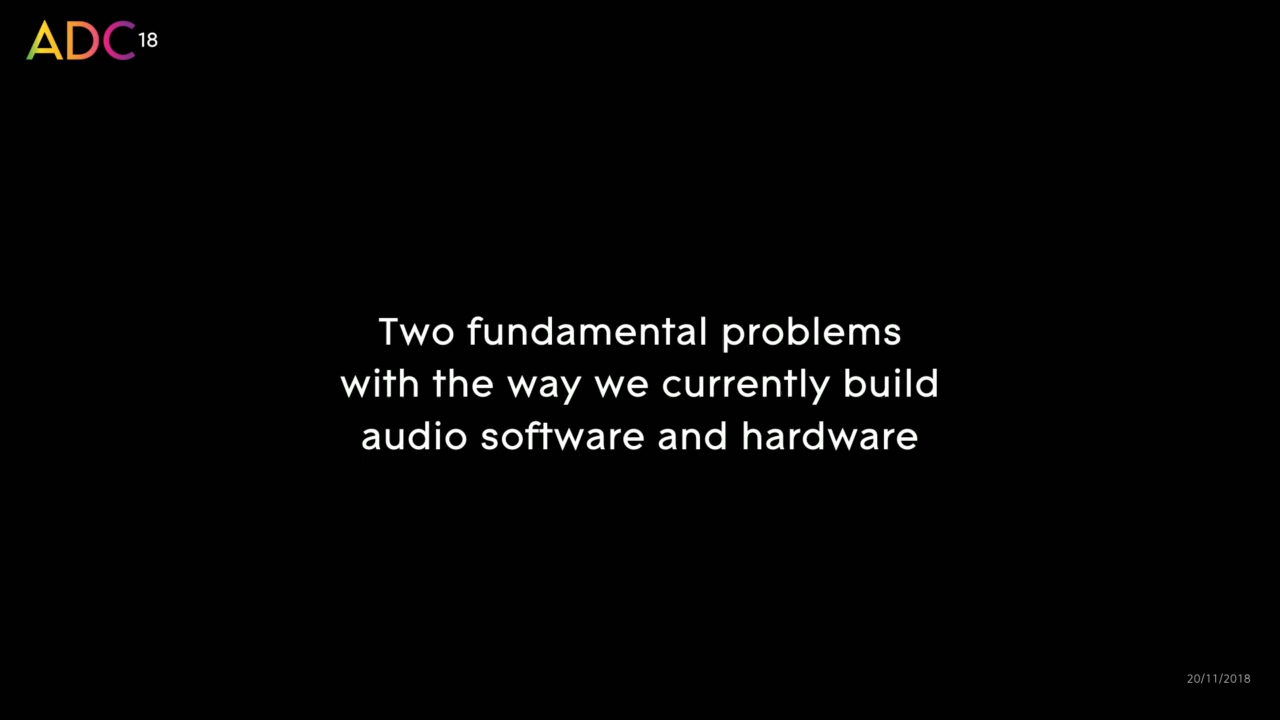 ADC18
Two fundamental problems
with the way we currently build
audio software and hardware
20/11/2018